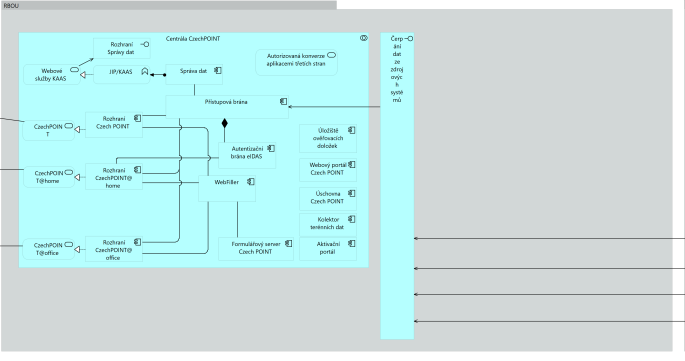 RBOU
Centrála CzechPOINT
Rozhraní
Správy dat
Autorizovaná konverze
aplikacemi třetích stran
Webové
služby KAAS
JIP/KAAS
Správa dat
Přístupová brána
Rozhraní
Czech POINT
CzechPOIN
T
Úložiště
ověřovacích
doložek
Autentizační
brána eIDAS
Rozhraní
CzechPOINT@
home
CzechPOIN
T@home
WebFiller
Webový portál
Czech POINT
Úschovna
Czech POINT
Kolektor
terénních dat
Rozhraní
CzechPOINT@
office
CzechPOIN
T@office
Formulářový server
Czech POINT
Aktivační
portál
Čerp
ání
dat
ze
zdroj
ovýc
h
systé
mů